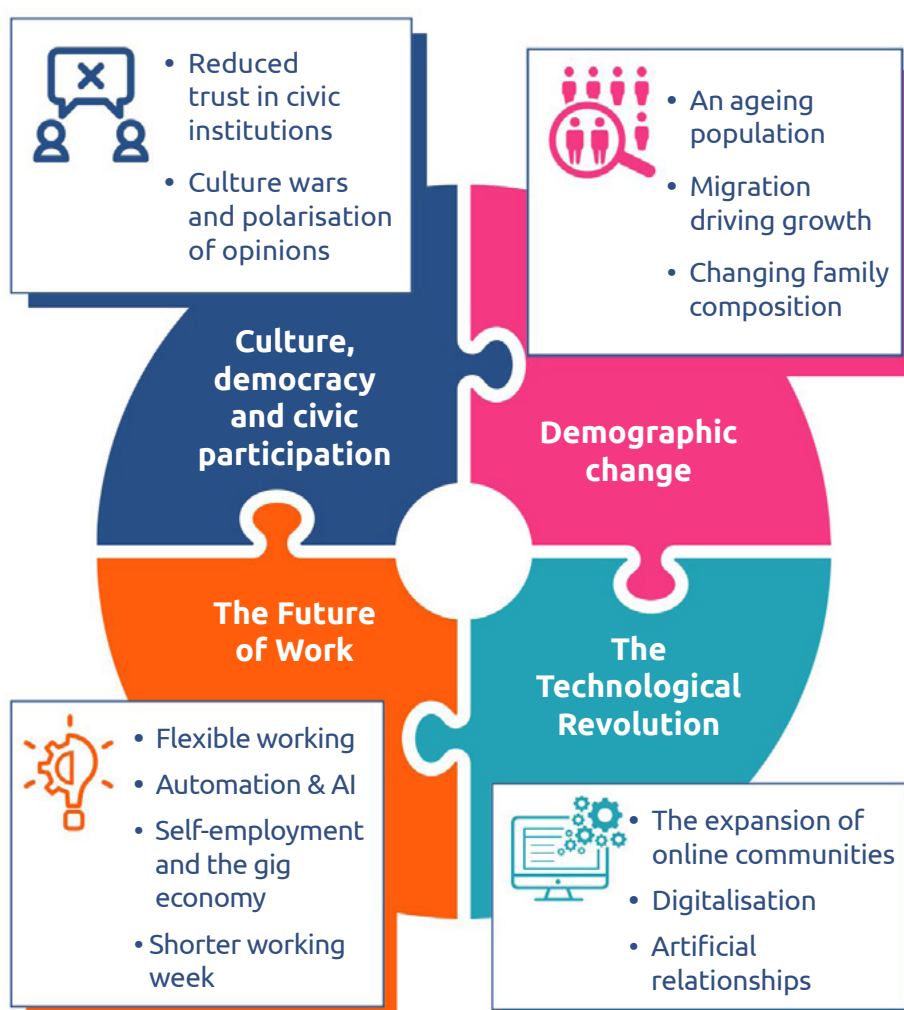 • Reduced
trust in civic
institutions
• Culture wars
and polarisation
of opinions
• An ageing
population
• Migration
driving growth
• Changing family
composition
Culture,
democracy
and civic
participation
Demographic
change
The Future
of Work
The
Technological
Revolution
• Flexible working
• Automation & AI
• Self-employment
and the gig
economy
• Shorter working
week
• The expansion of
online communities
• Digitalisation
• Artificial
relationships